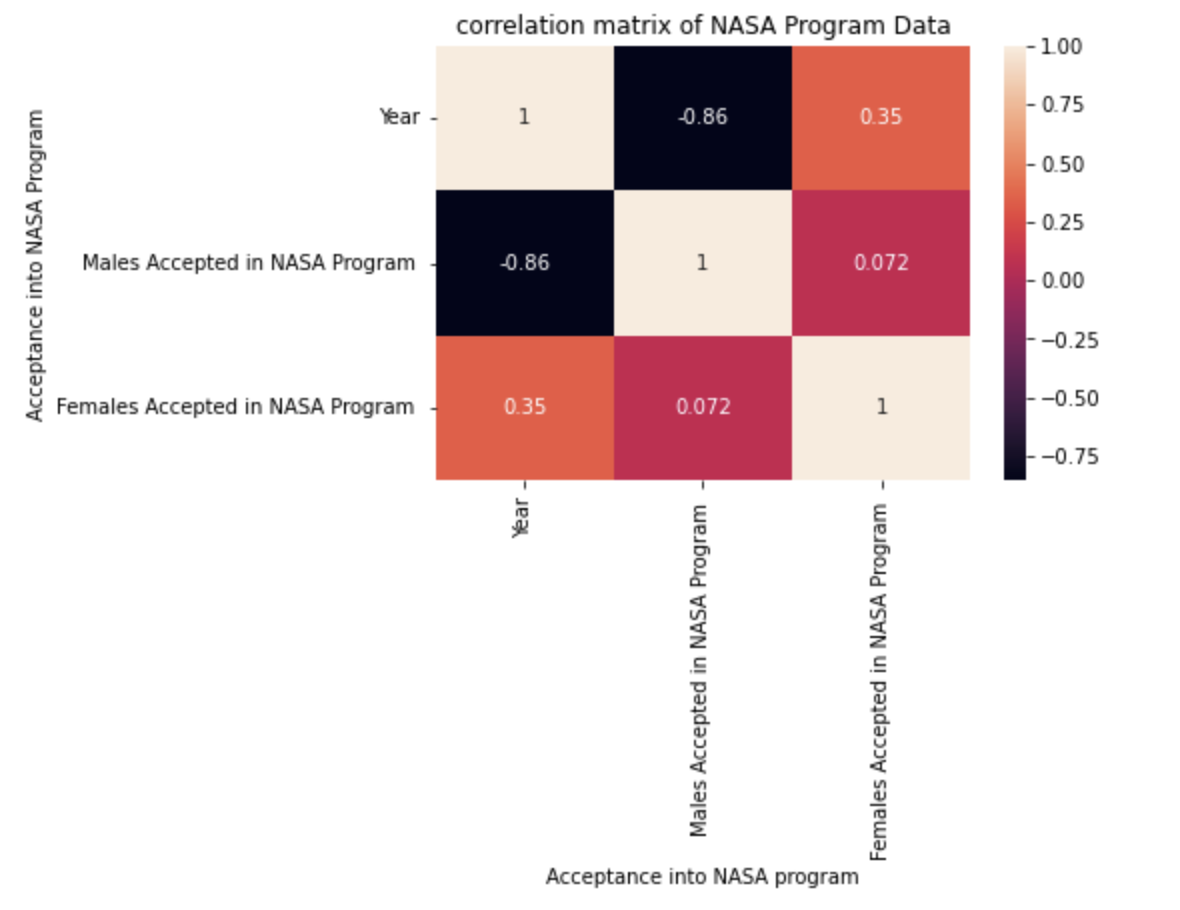 correlation matrix of NASA Program Data
Acceptance into NASA Program
Year
1
-0.86
0.35
Males Accepted in NASA Program
-0.86
1
0.072
Females Accepted in NASA Program
0.35
0.072
1
1.00
0.75
0.50
0.25
0.00
−0.25
−0.50
−0.75
Year
Males Accepted in NASA Program
Females Accepted in NASA Program
Acceptance into NASA program